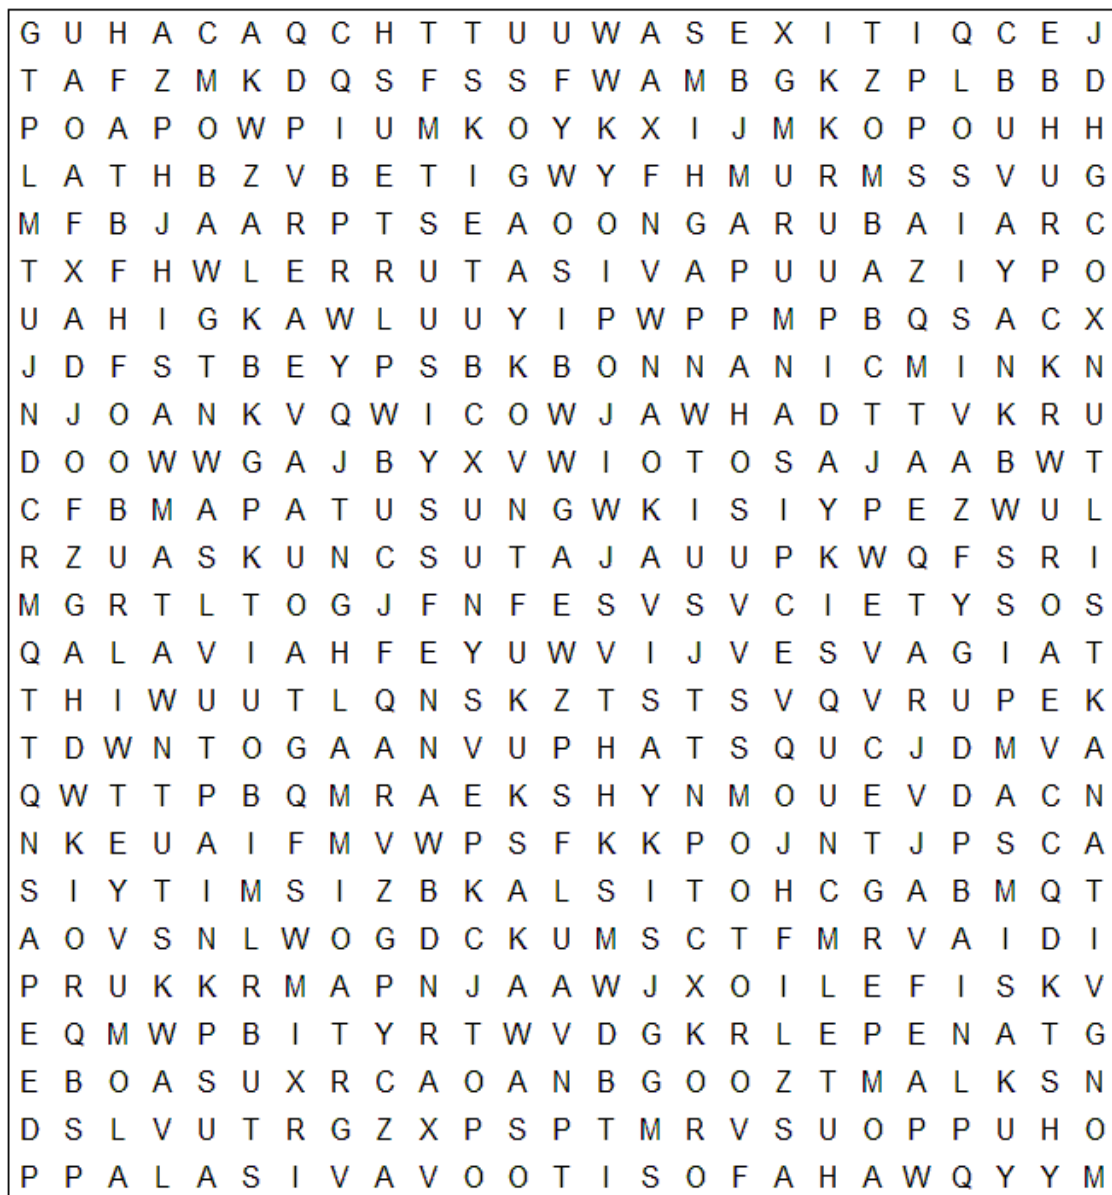 G U H A C A Q C H T T U U W A S E X I T I Q C E J
T A F Z M K D Q S F S S F W A M B G K Z P L B B D
P O A P O W P I U M K O Y K X I J M K O P O U H H
L A T H B Z V B E T I G W Y F H M U R M S S V U G
M F B J A A R P T S E A O O N G A R U B A I A R C
T X F H W L E R R U T A S I V A P U U A Z I Y P O
U A H I G K A W L U U Y I P W P P M P B Q S A C X
J D F S T B E Y P S B K B O N N A N I C M I N K N
N J O A N K V Q W I C O W J A W H A D T T V K R U
D O O W W G A J B Y X V W I O T O S A J A A B W T
C F B M A P A T U S U N G W K I S I Y P E Z W U L
R Z U A S K U N C S U T A J A U U P K W Q F S R I
M G R T L T O G J F N F E S V S V C I E T Y S O S
Q A L A V I A H F E Y U W V I J V E S V A G I A T
T H I W U U T L Q N S K Z T S T S V Q V R U P E K
T D W N T O G A A N V U P H A T S Q U C J D M V A
Q W T T P B Q M R A E K S H Y N M O U E V D A C N
N K E U A I F M V W P S F K K P O J N T J P S C A
S I Y T I M S I Z B K A L S I T O H C G A B M Q T
A O V S N L W O G D C K U M S C T F M R V A I D I
P R U K K R M A P N J A A W J X O I L E F I S K V
E Q M W P B I T Y R T W V D G K R L E P E N A T G
E B O A S U X R C A O A N B G O O Z T M A L K S N
D S L V U T R G Z X P S P T M R V S U O P P U H O
P P A L A S I V A V O O T I S O F A H A W Q Y Y M